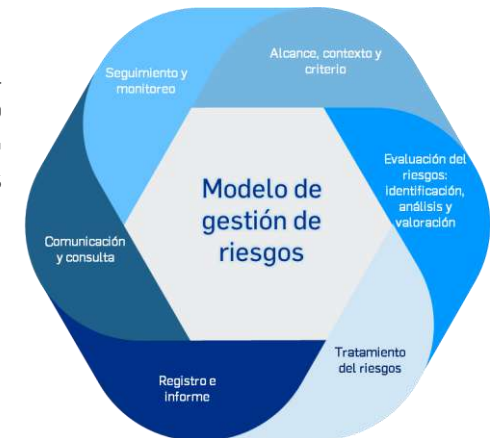 Modelo de
gestión de
riesgos
Alcance, contexto y
criterio
Evaluación del
riesgos:
identificación,
análisis y
valoración
Tratamiento
del riesgos
Registro e
informe
Comunicación
y consulta
Seguimiento y
monitoreo